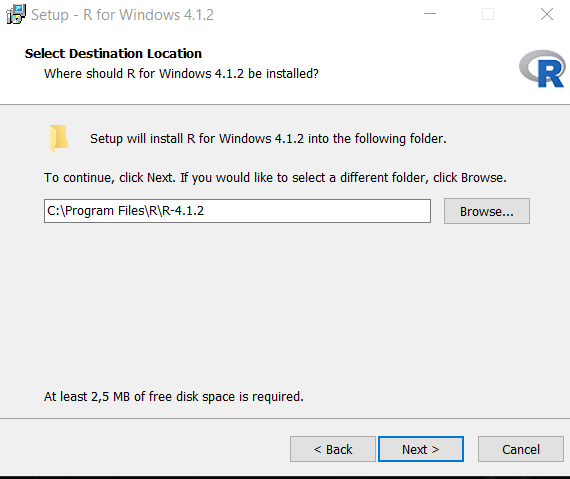 Setup - R for Windows 4.1.2
Select Destination Location
Where should R for Windows 4.1.2 be installed?
R
Setup will install R for Windows 4.1.2 into the following folder.
To continue, click Next. If you would like to select a different folder, click Browse.
C:\Program Files\R\R-4.1.2
Browse...
At least 2,5 MB of free disk space is required.
< Back
Next >
Cancel